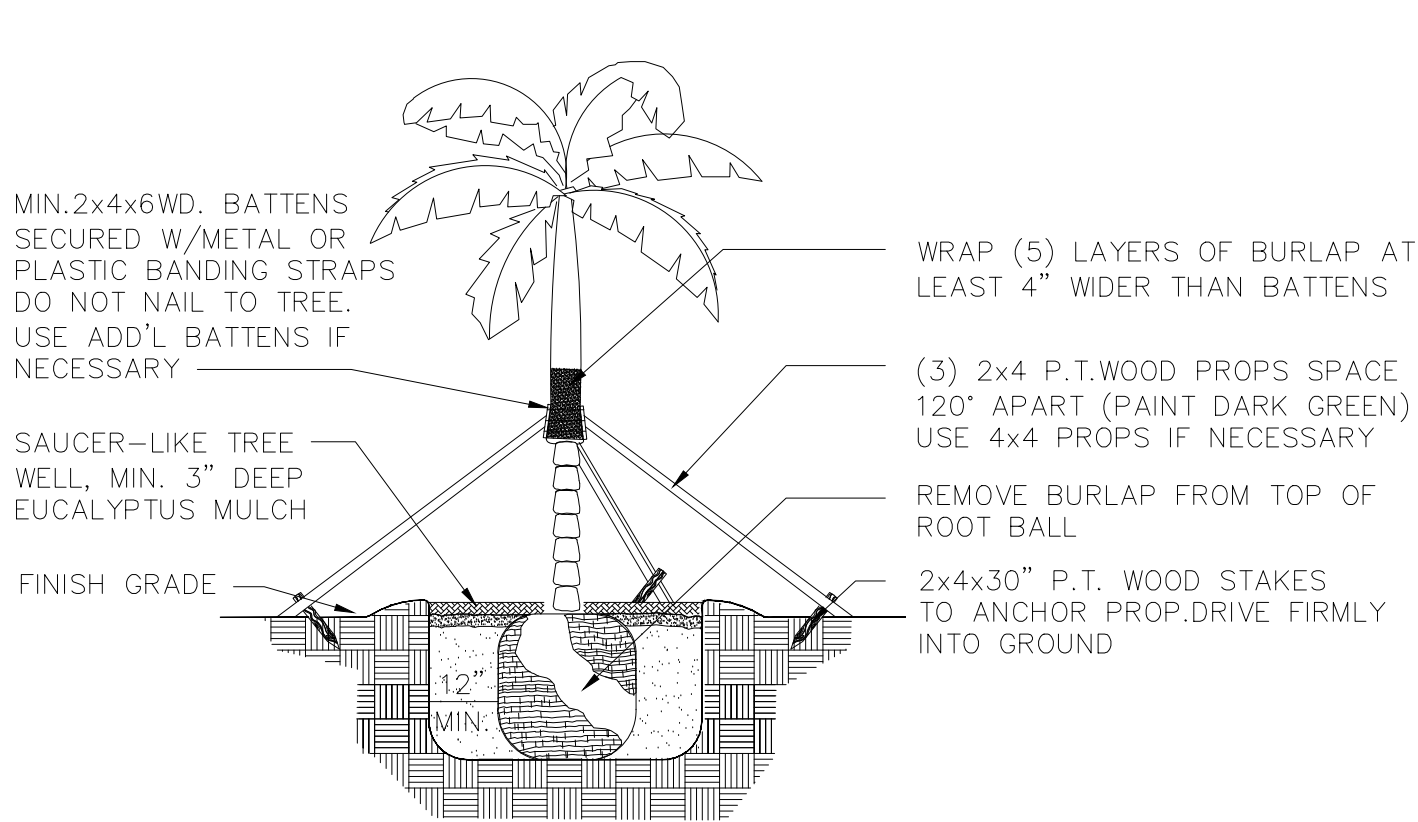 MIN.2x4x6WD. BATTENS
SECURED W/METAL OR
PLASTIC BANDING STRAPS
DO NOT NAIL TO TREE.
USE ADD'L BATTENS IF
NECESSARY
SAUCER-LIKE TREE
WELL, MIN. 3" DEEP
EUCALYPTUS MULCH
FINISH GRADE
12"
MIN.
WRAP (5) LAYERS OF BURLAP AT
LEAST 4" WIDER THAN BATTENS
(3) 2x4 P.T.WOOD PROPS SPACE
120° APART (PAINT DARK GREEN)
USE 4x4 PROPS IF NECESSARY
REMOVE BURLAP FROM TOP OF
ROOT BALL
2x4x30" P.T. WOOD STAKES
TO ANCHOR PROP.DRIVE FIRMLY
INTO GROUND